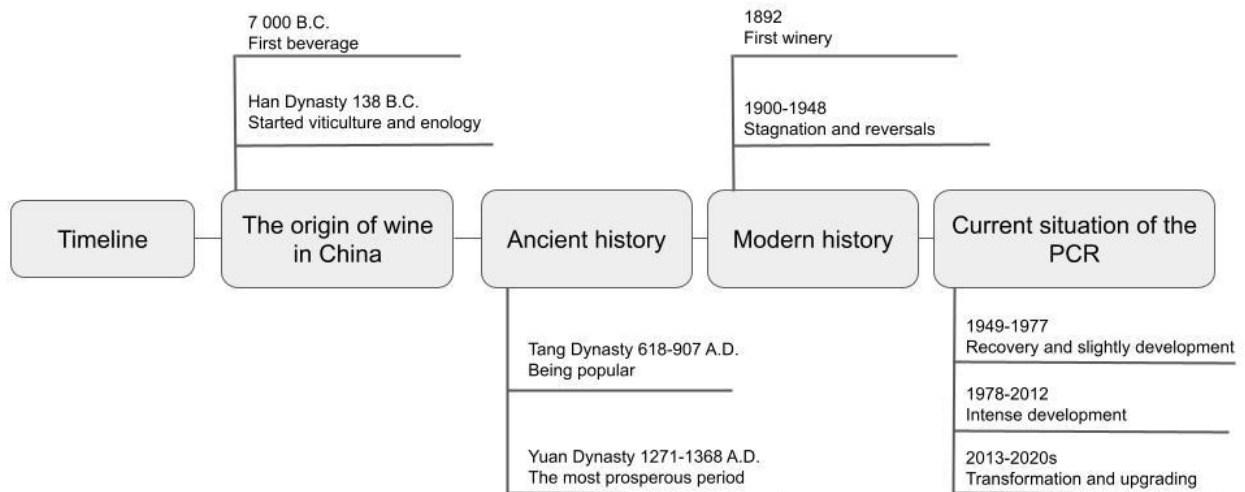 7 000 B.C.
First beverage
Han Dynasty 138 B.C.
Started viticulture and enology
1892
First winery
1900-1948
Stagnation and reversals
Timeline
The origin of wine
in China
Ancient history
Modern history
Current situation of the
PCR
Tang Dynasty 618-907 A.D.
Being popular
Yuan Dynasty 1271-1368 A.D.
The most prosperous period
1949-1977
Recovery and slightly development
1978-2012
Intense development
2013-2020s
Transformation and upgrading